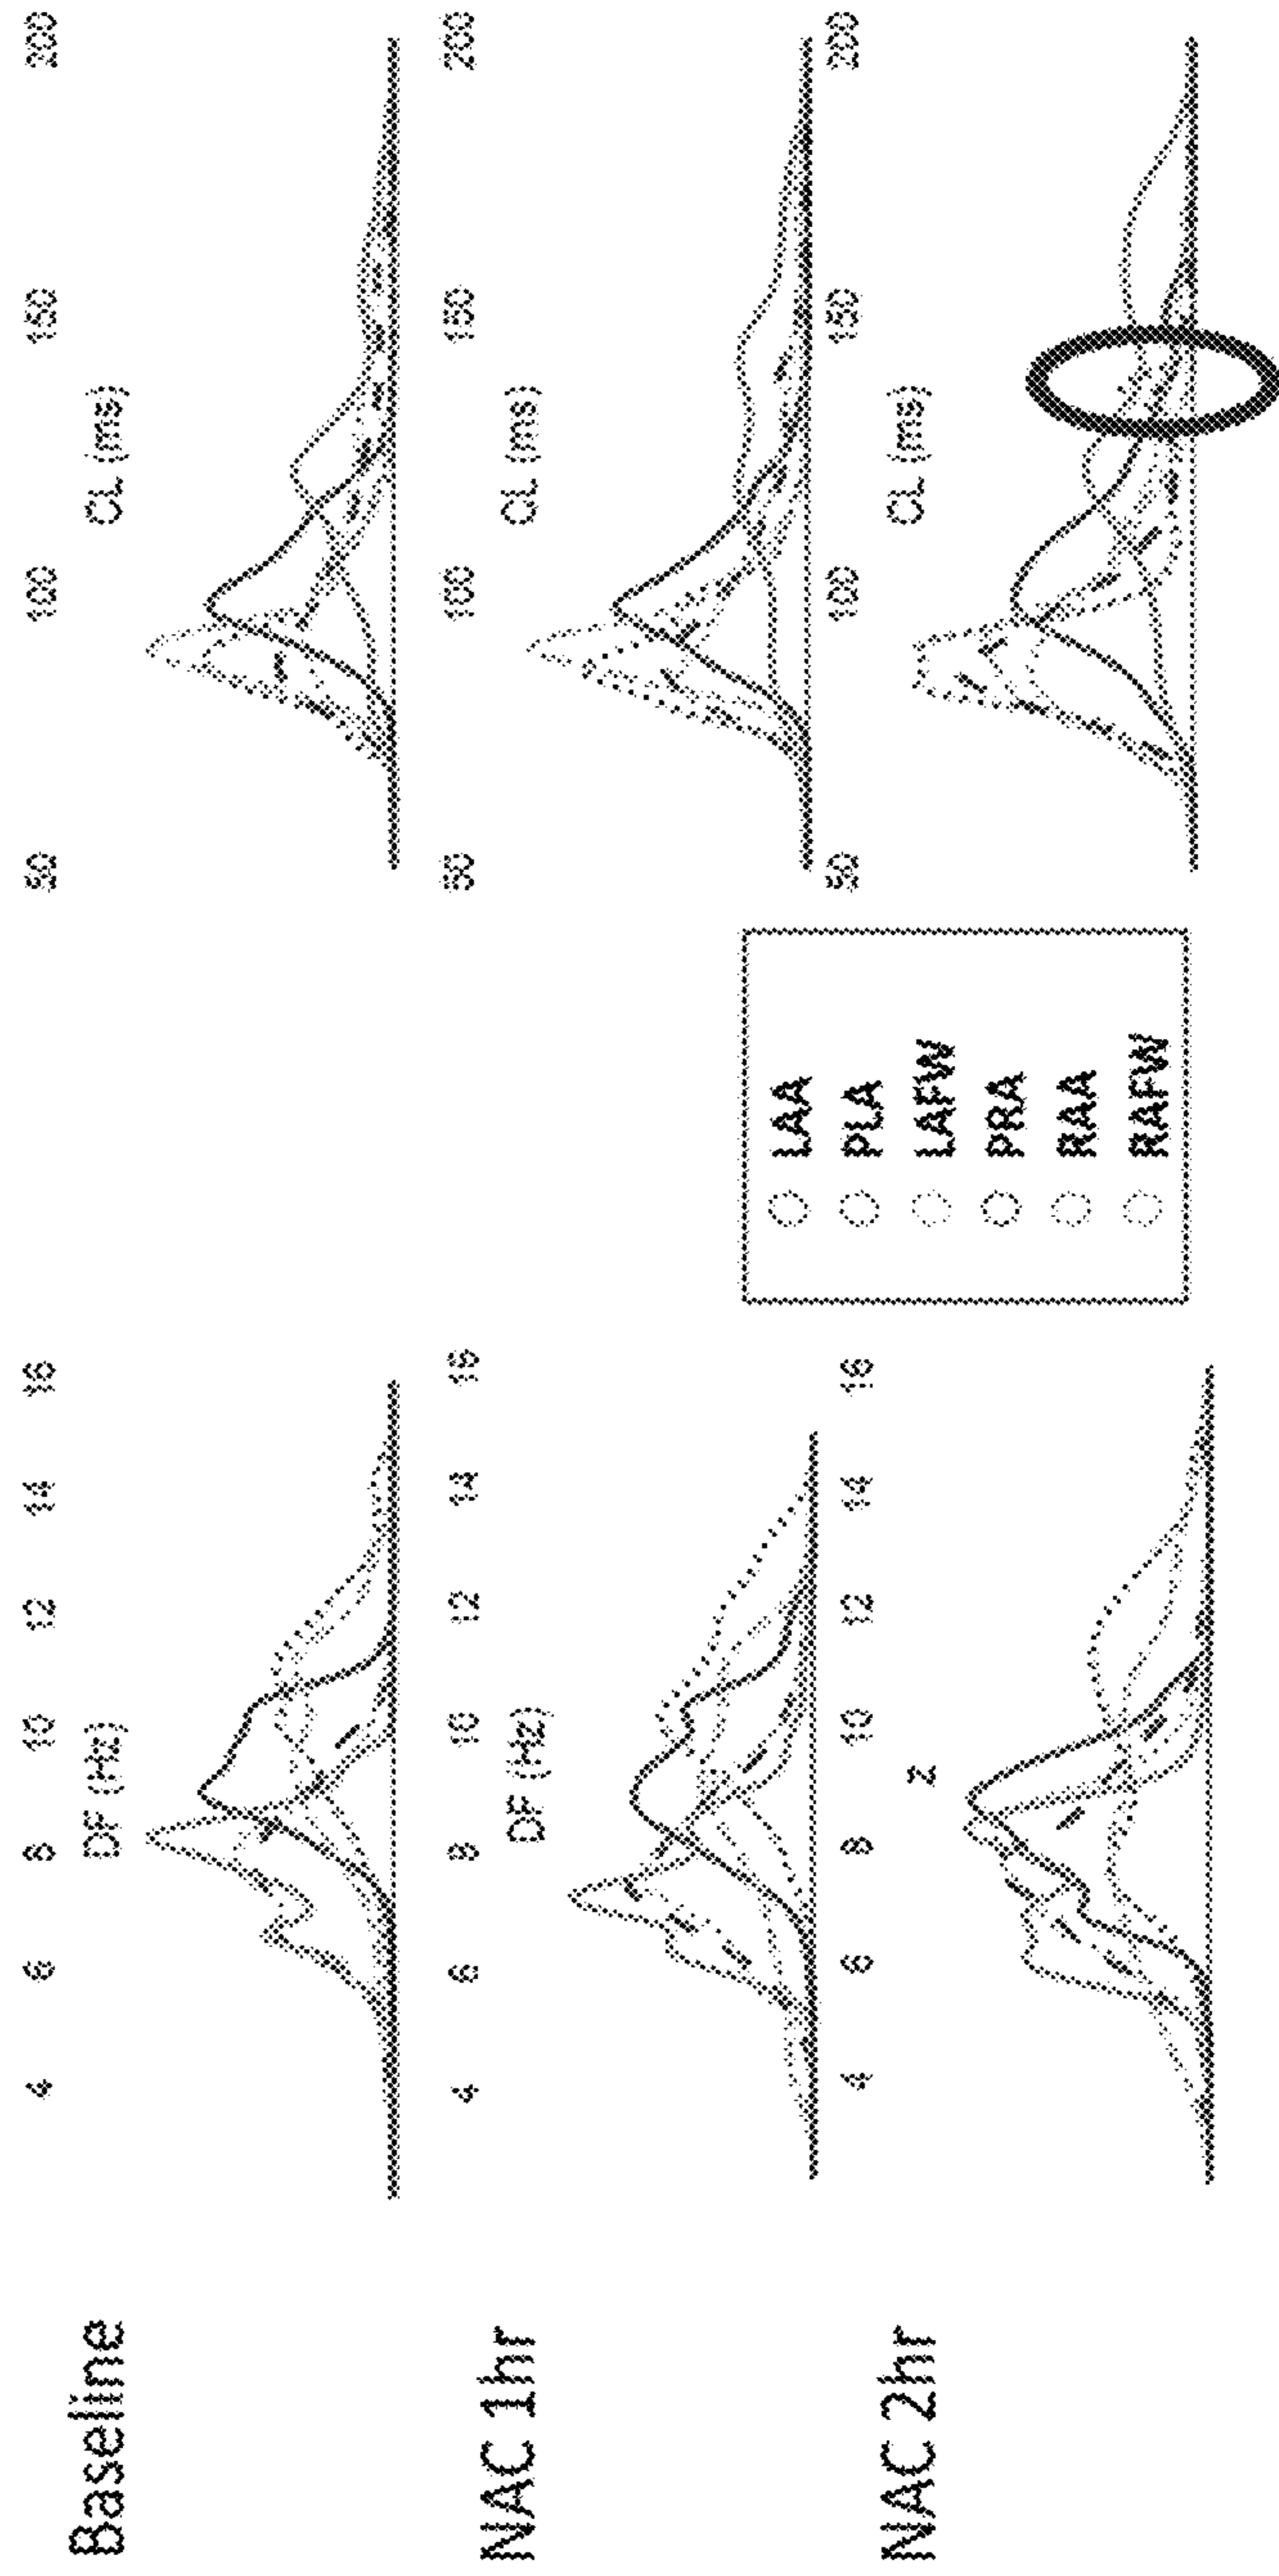 4 6 8 10 12 14 16 50 100 150 200
Baseline DF (Hz) CL (ms)
4 6 8 10 12 14 16 50 100 150 200
NAC 1hr DF (Hz) CL (ms)
4 6 8 10 12 14 16 50 100 150 200
NAC 2hr CL (ms)
LAA
PLA
LAFW
PRA
RAA
RAFW